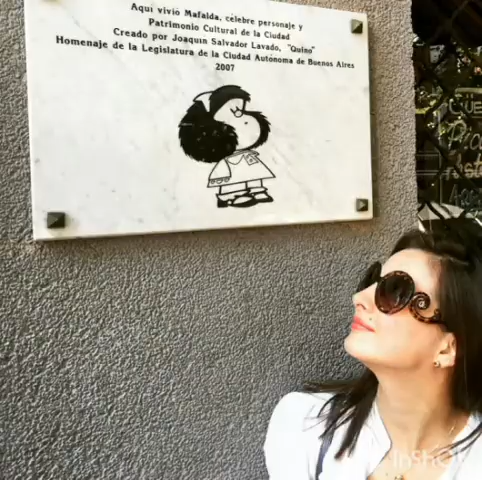 Aquí vivió Mafalda, célebre personaje y
Patrimonio Cultural de la Ciudad
Creado por Joaquín Salvador Lavado, "Quino"
Homenaje de la Legislatura de la Ciudad Autónoma de Buenos Aires
2007
InShOt